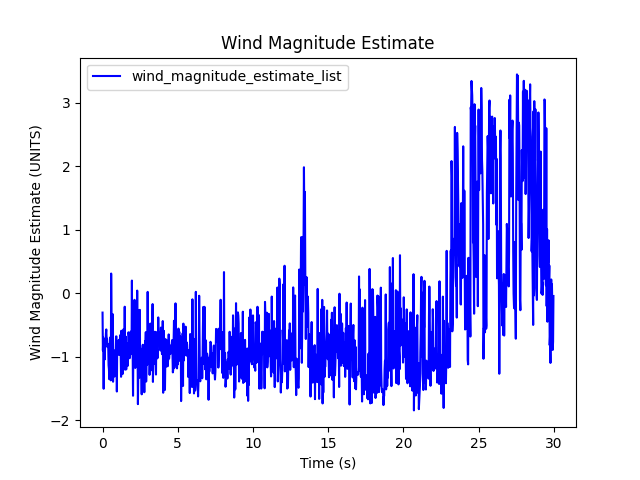 Wind Magnitude Estimate
wind_magnitude_estimate_list
Wind Magnitude Estimate (UNITS)
3
2
1
0
−1
−2
0 5 10 15 20 25 30
Time (s)